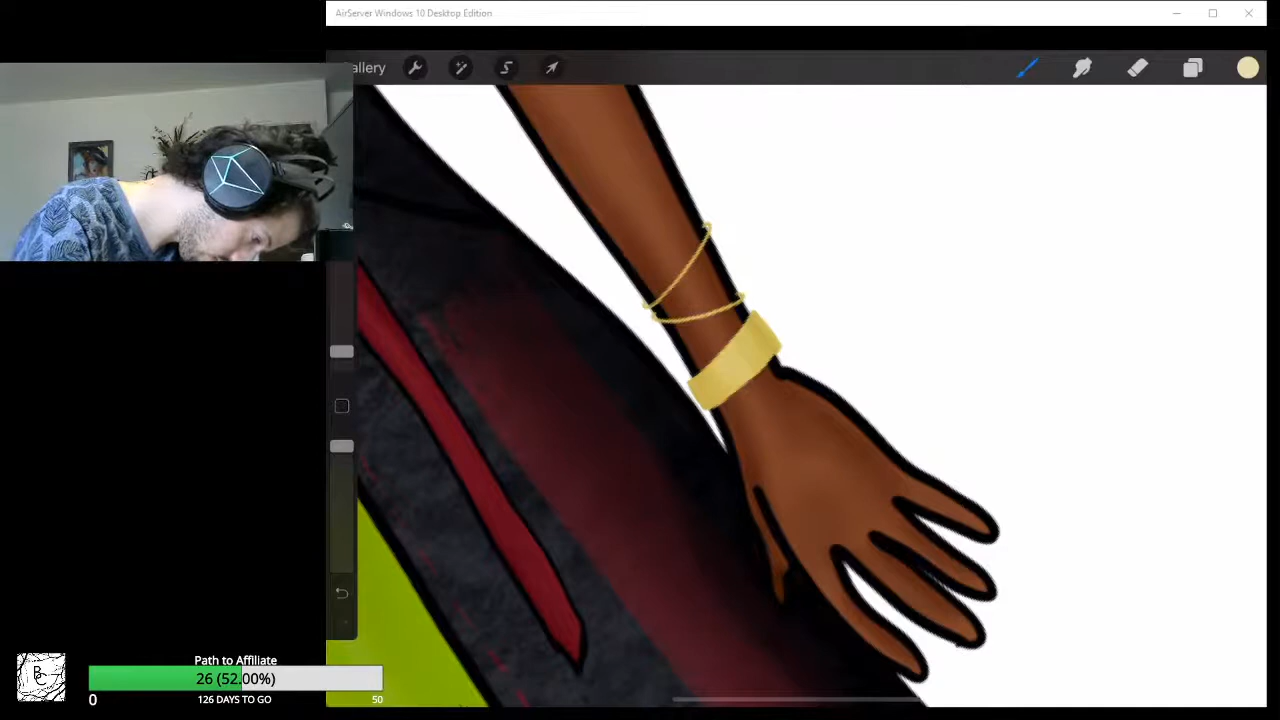 AirServer Windows 10 Desktop Edition
allery
Path to Affiliate
26 (52.00%)
0
126 DAYS TO GO
50